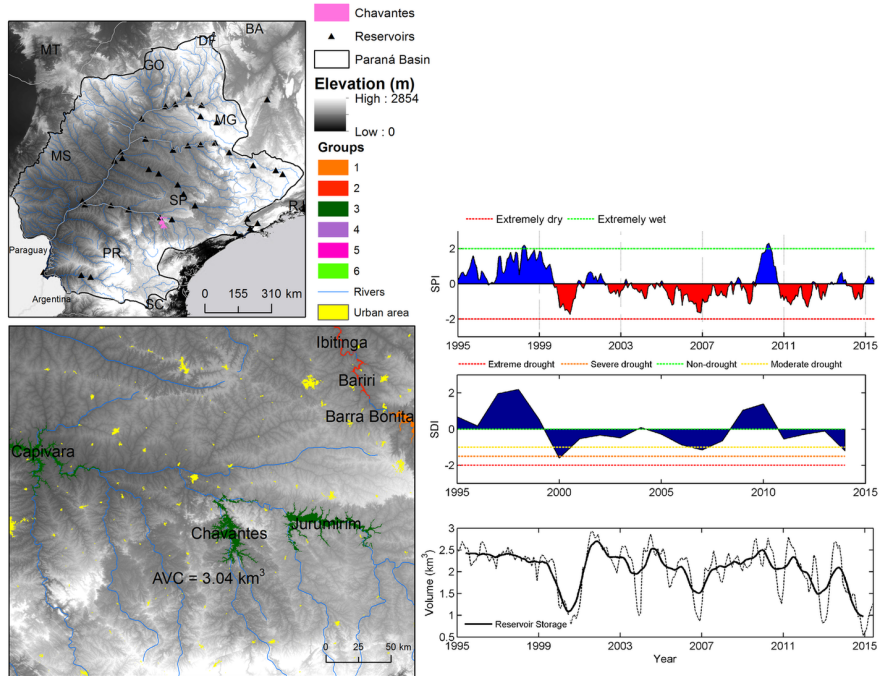 Chavantes
Reservoirs
Paraná Basin
Elevation (m)
High : 2854
Low : 0
Groups
1
2
3
4
5
6
Rivers
Urban area
MT
BA
DF
GO
MG
MS
SP
RJ
Paraguay
PR
Argentina
SC
0 155 310 km
Ibitinga
Bariri
Barra Bonita
Capivara
Chavantes
Jurumirim
AVC = 3.04 km³
0 25 50 km
Extremely dry Extremely wet
SPI
2
0
-2
1995 1999 2003 2007 2011 2015
Extreme drought Severe drought Non-drought Moderate drought
SDI
2
0
-2
1995 2000 2005 2010 2015
Volume (km³)
3
2.5
2
1.5
1
0.5
Reservoir Storage
1995 1999 2003 2007 2011 2015
Year